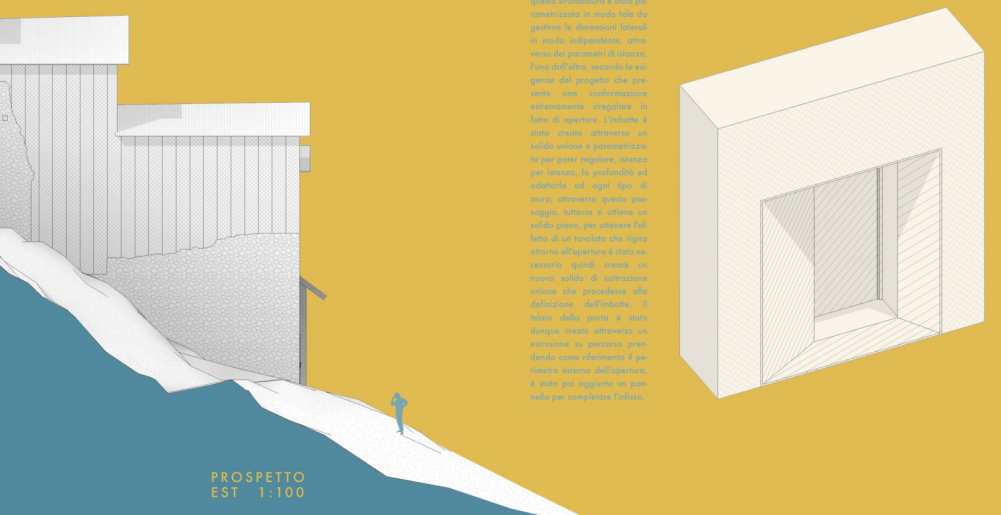 questa strombatura è stata pa-
rametrizzata in modo tale da
gestirne le dimensioni laterali
in modo indipendente, attra-
verso dei parametri di istanza,
l'una dall'altra, secondo le esi-
genze del progetto che pre-
senta una conformazione
estremamente irregolare in
fatto di aperture. L'imbotte è
stata creata attraverso un
solido unione e parametrizza-
ta per poter regolare, istanza
per istanza, la profondità ed
adattarla ad ogni tipo di
muro; attraverso questo pas-
saggio, tuttavia si ottiene un
solido pieno, per ottenere l'ef-
fetto di un tavolato che rigira
attorno all'apertura è stato ne-
cessario quindi creare un
nuovo solido di sottrazione
unione che procedesse alla
definizione dell'imbotte. Il
telaio della porta è stato
dunque creato attraverso un
estrusione su percorso pren-
dendo come riferimento il pe-
rimetro esterno dell'apertura,
è stato poi aggiunto un pan-
nello per completare l'infisso.
PROSPETTO
EST 1:100